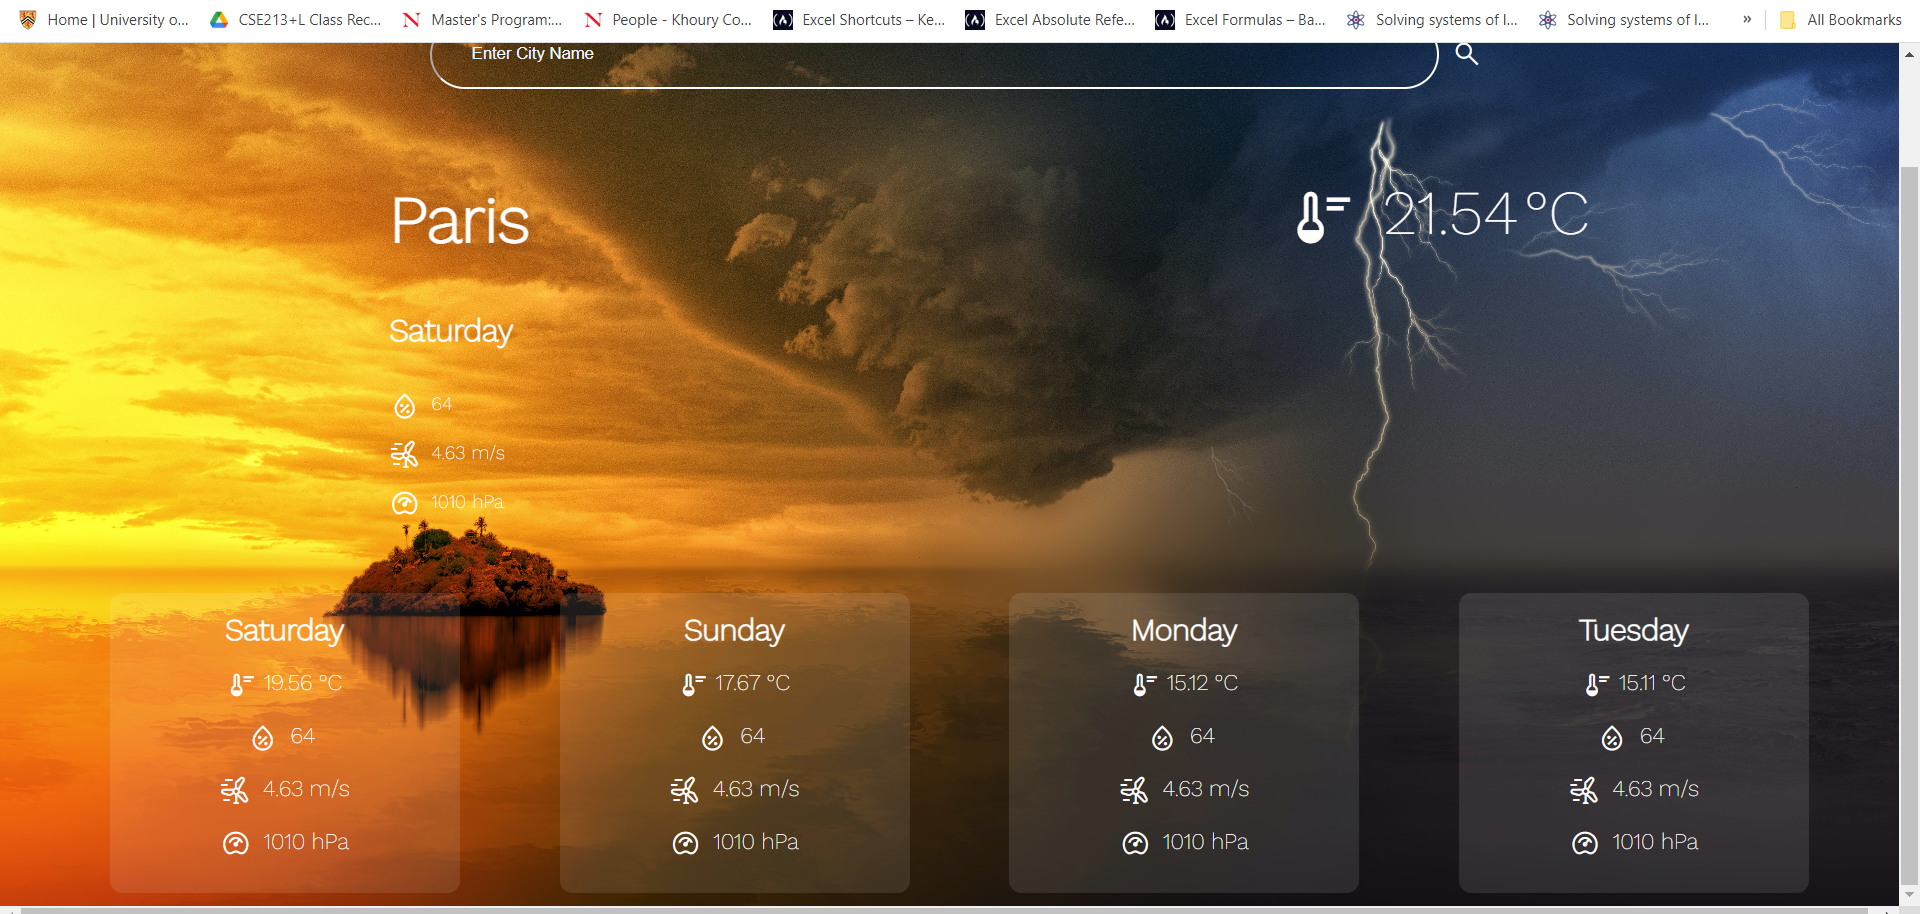 Home | University o...
CSE213+L Class Rec...
Master's Program:...
People - Khoury Co...
Excel Shortcuts – Ke...
Excel Absolute Refe...
Excel Formulas – Ba...
Solving systems of l...
Solving systems of l...
»
All Bookmarks
Enter City Name
Paris
21.54 °C
Saturday
64
4.63 m/s
1010 hPa
Saturday
19.56 °C
64
4.63 m/s
1010 hPa
Sunday
17.67 °C
64
4.63 m/s
1010 hPa
Monday
15.12 °C
64
4.63 m/s
1010 hPa
Tuesday
15.11 °C
64
4.63 m/s
1010 hPa